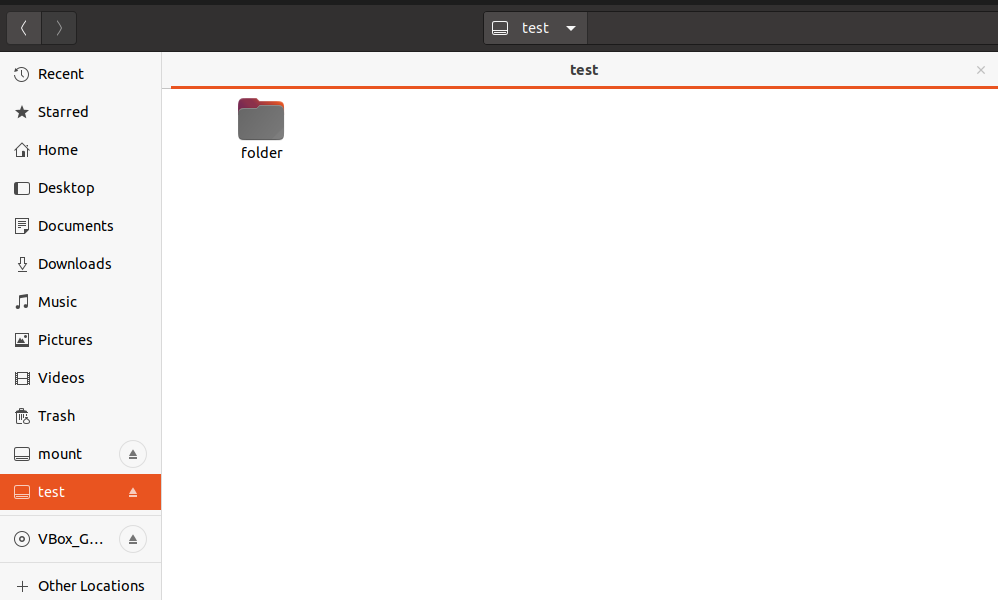 test
Recent
Starred
Home
Desktop
Documents
Downloads
Music
Pictures
Videos
Trash
mount
test
VBox_G...
Other Locations
test
folder